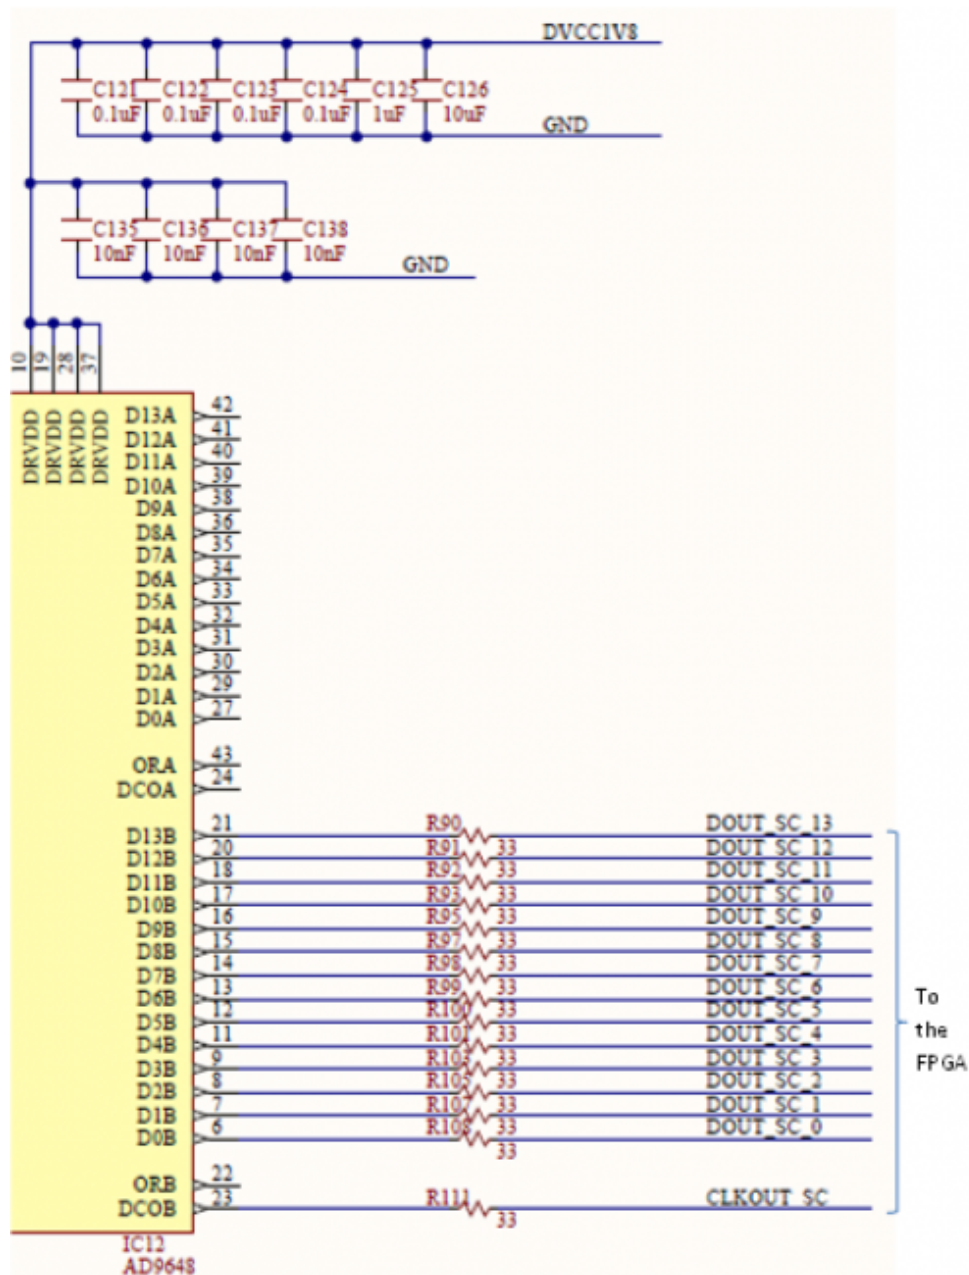 DVCC1V8
C121 C122 C123 C124 C125 C126
0.1uF 0.1uF 0.1uF 0.1uF 1uF 10uF
GND
C135 C136 C137 C138
10nF 10nF 10nF 10nF
GND
10 19 28 37
DRVDD DRVDD DRVDD DRVDD
D13A 42
D12A 41
D11A 40
D10A 39
D9A 38
D8A 36
D7A 35
D6A 34
D5A 33
D4A 32
D3A 31
D2A 30
D1A 29
D0A 27
ORA 43
DCOA 24
D13B 21 R90 33 DOUT_SC_13
D12B 20 R91 33 DOUT_SC_12
D11B 18 R92 33 DOUT_SC_11
D10B 17 R93 33 DOUT_SC_10
D9B 16 R95 33 DOUT_SC_9
D8B 15 R97 33 DOUT_SC_8
D7B 14 R98 33 DOUT_SC_7
D6B 13 R99 33 DOUT_SC_6
D5B 12 R100 33 DOUT_SC_5
D4B 11 R101 33 DOUT_SC_4
D3B 9 R103 33 DOUT_SC_3
D2B 8 R105 33 DOUT_SC_2
D1B 7 R107 33 DOUT_SC_1
D0B 6 R108 33 DOUT_SC_0
ORB 22
DCOB 23 R111 33 CLKOUT_SC
To
the
FPGA
IC12
AD9648